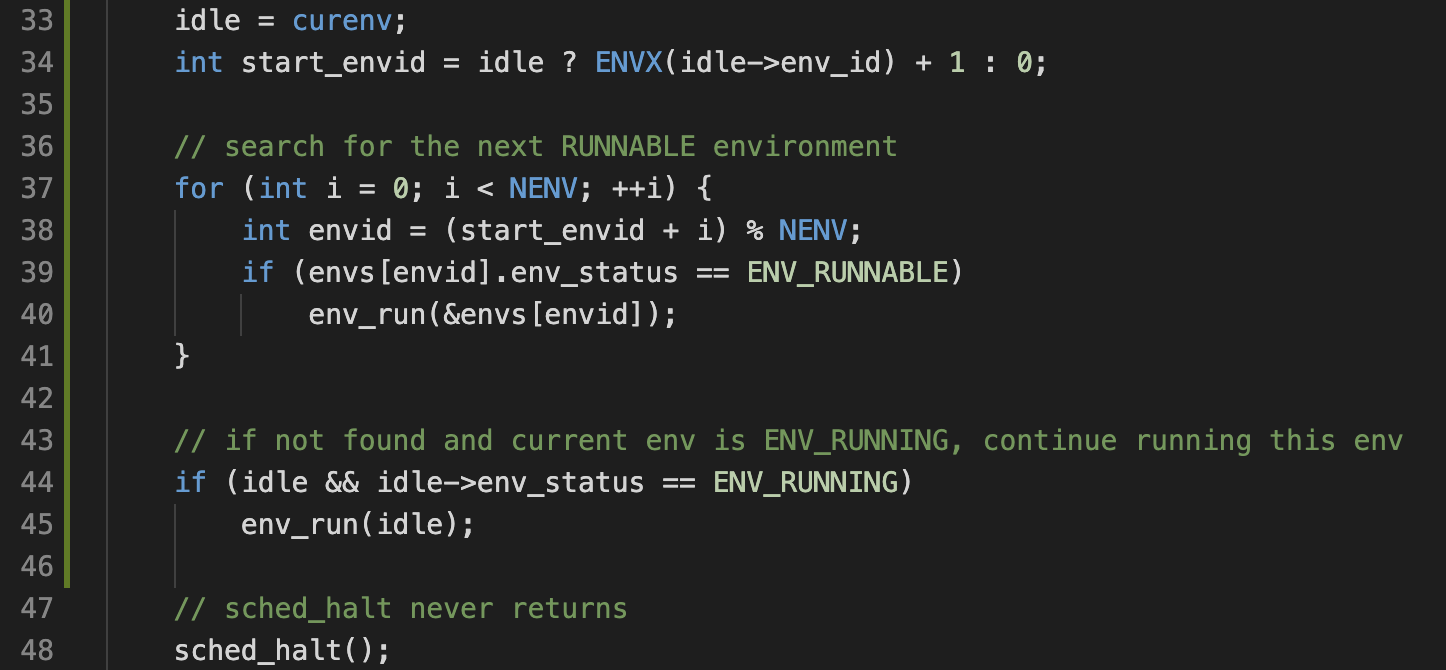 33 idle = curenv;
34 int start_envid = idle ? ENVX(idle->env_id) + 1 : 0;
35
36 // search for the next RUNNABLE environment
37 for (int i = 0; i < NENV; ++i) {
38 int envid = (start_envid + i) % NENV;
39 if (envs[envid].env_status == ENV_RUNNABLE)
40 env_run(&envs[envid]);
41 }
42
43 // if not found and current env is ENV_RUNNING, continue running this env
44 if (idle && idle->env_status == ENV_RUNNING)
45 env_run(idle);
46
47 // sched_halt never returns
48 sched_halt();